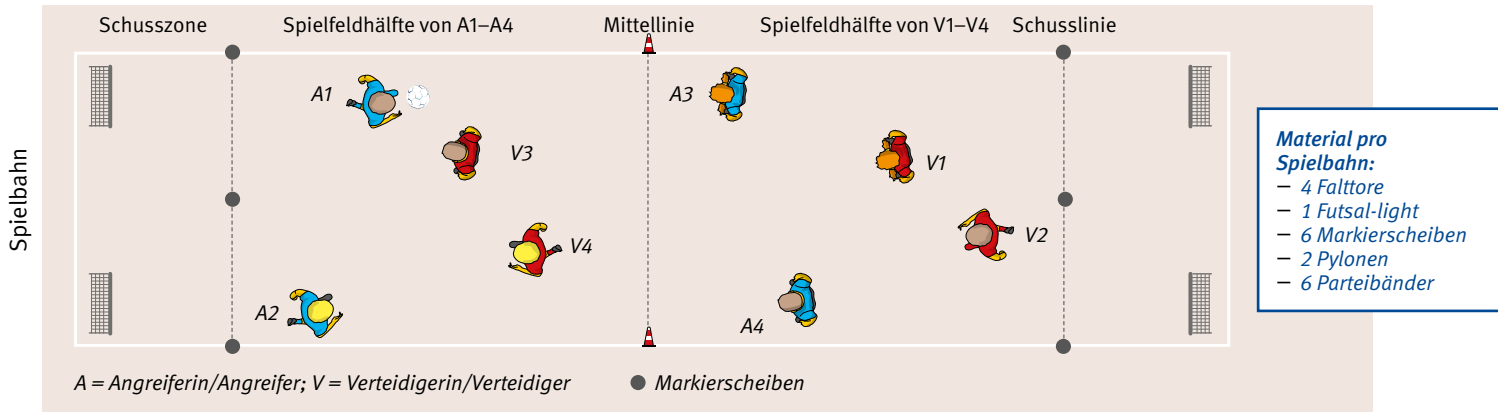 Schusszone
Spielfeldhälfte von A1–A4
Mittellinie
Spielfeldhälfte von V1–V4
Schusslinie
Spielbahn
A1
V3
V4
A2
A3
V1
V2
A4
A = Angreiferin/Angreifer; V = Verteidigerin/Verteidiger
Markierscheiben
Material pro
Spielbahn:
– 4 Falttore
– 1 Futsal-light
– 6 Markierscheiben
– 2 Pylonen
– 6 Parteibänder